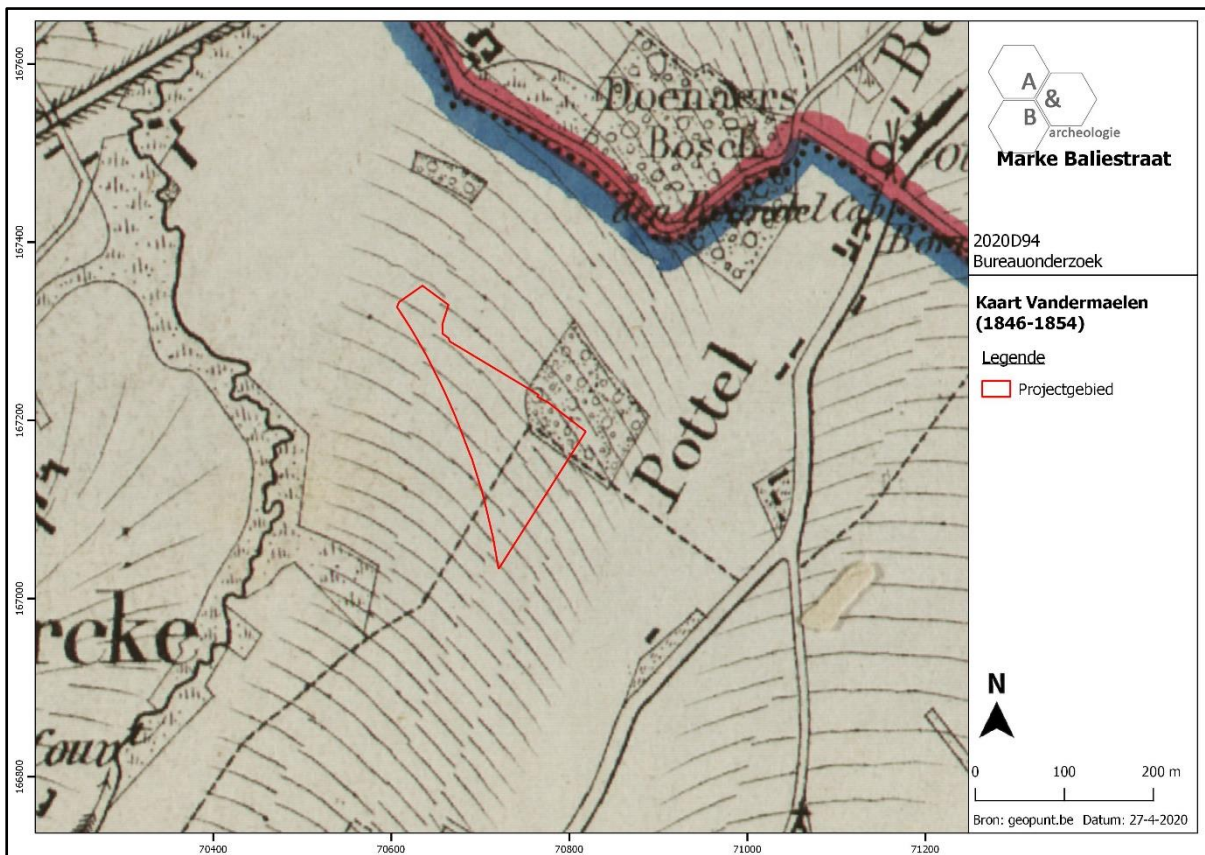 Doenaers
Bosch
Pottel
rcke
A
&
B
archeologie
Marke Baliestraat
2020D94
Bureauonderzoek
Kaart Vandermaelen
(1846-1854)
Legende
Projectgebied
N
0 100 200 m
Bron: geopunt.be Datum: 27-4-2020
167600
167400
167200
167000
166800
70400 70600 70800 71000 71200